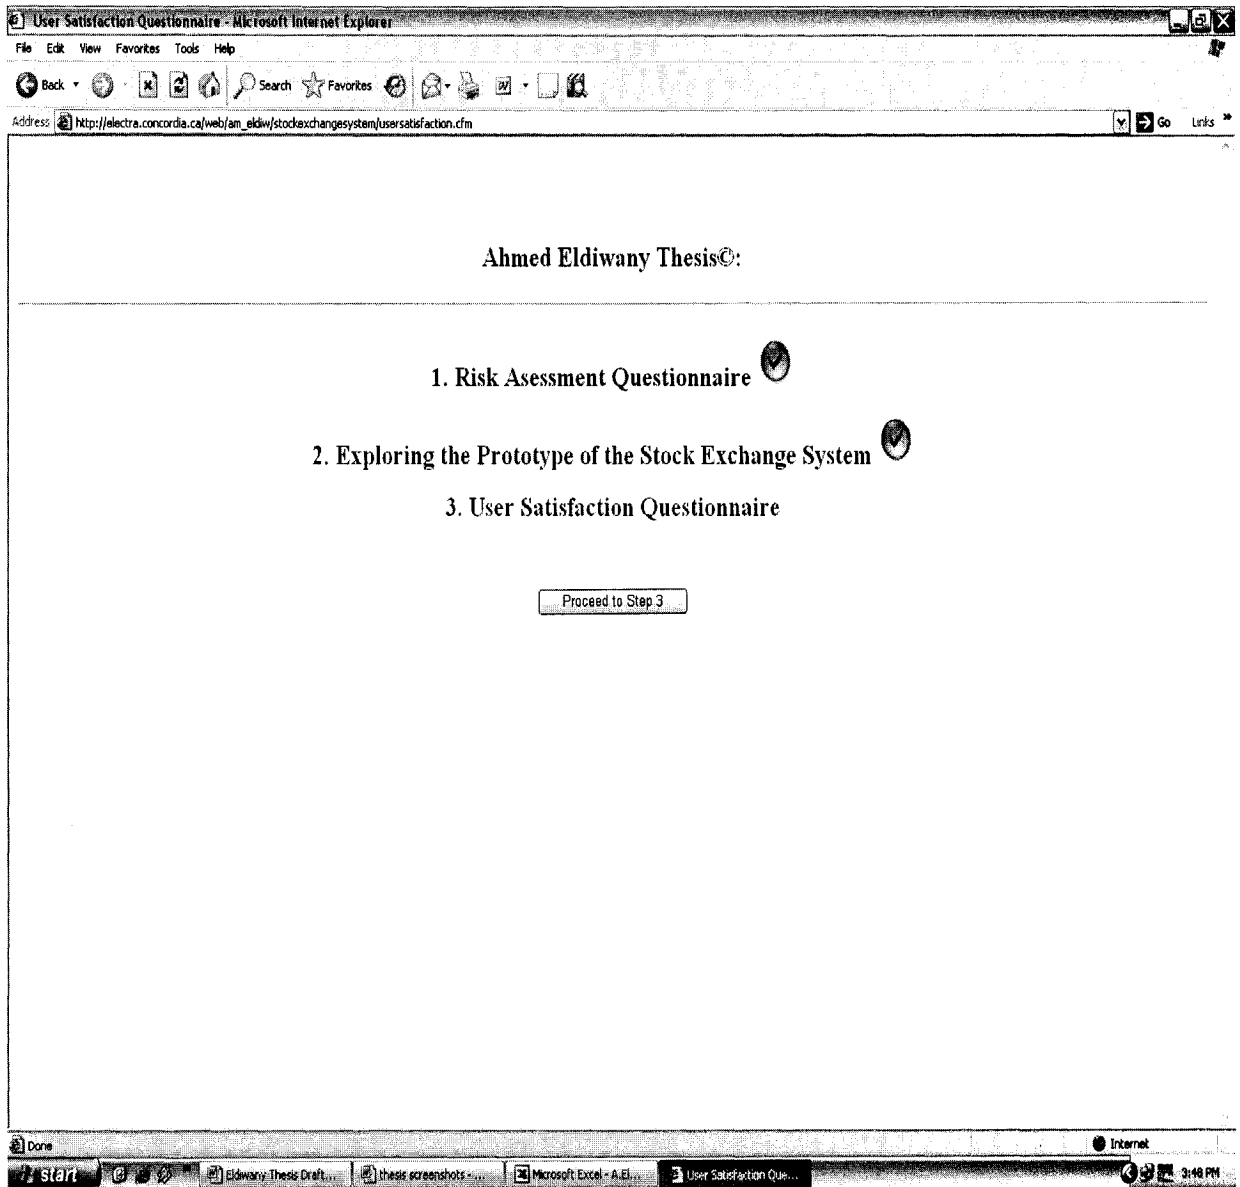 User Satisfaction Questionnaire - Microsoft Internet Explorer
File Edit View Favorites Tools Help
Back Search Favorites
Address http://electra.concordia.ca/web/am_eldiw/stockexchangesystem/usersatisfaction.cfm Go Links »
Ahmed Eldiwany Thesis©:
1. Risk Asessment Questionnaire
2. Exploring the Prototype of the Stock Exchange System
3. User Satisfaction Questionnaire
Proceed to Step 3
Done Internet
start Eldiwany Thesis Draft... thesis screenshots -... Microsoft Excel - A.El... User Satisfaction Que... 3:48 PM